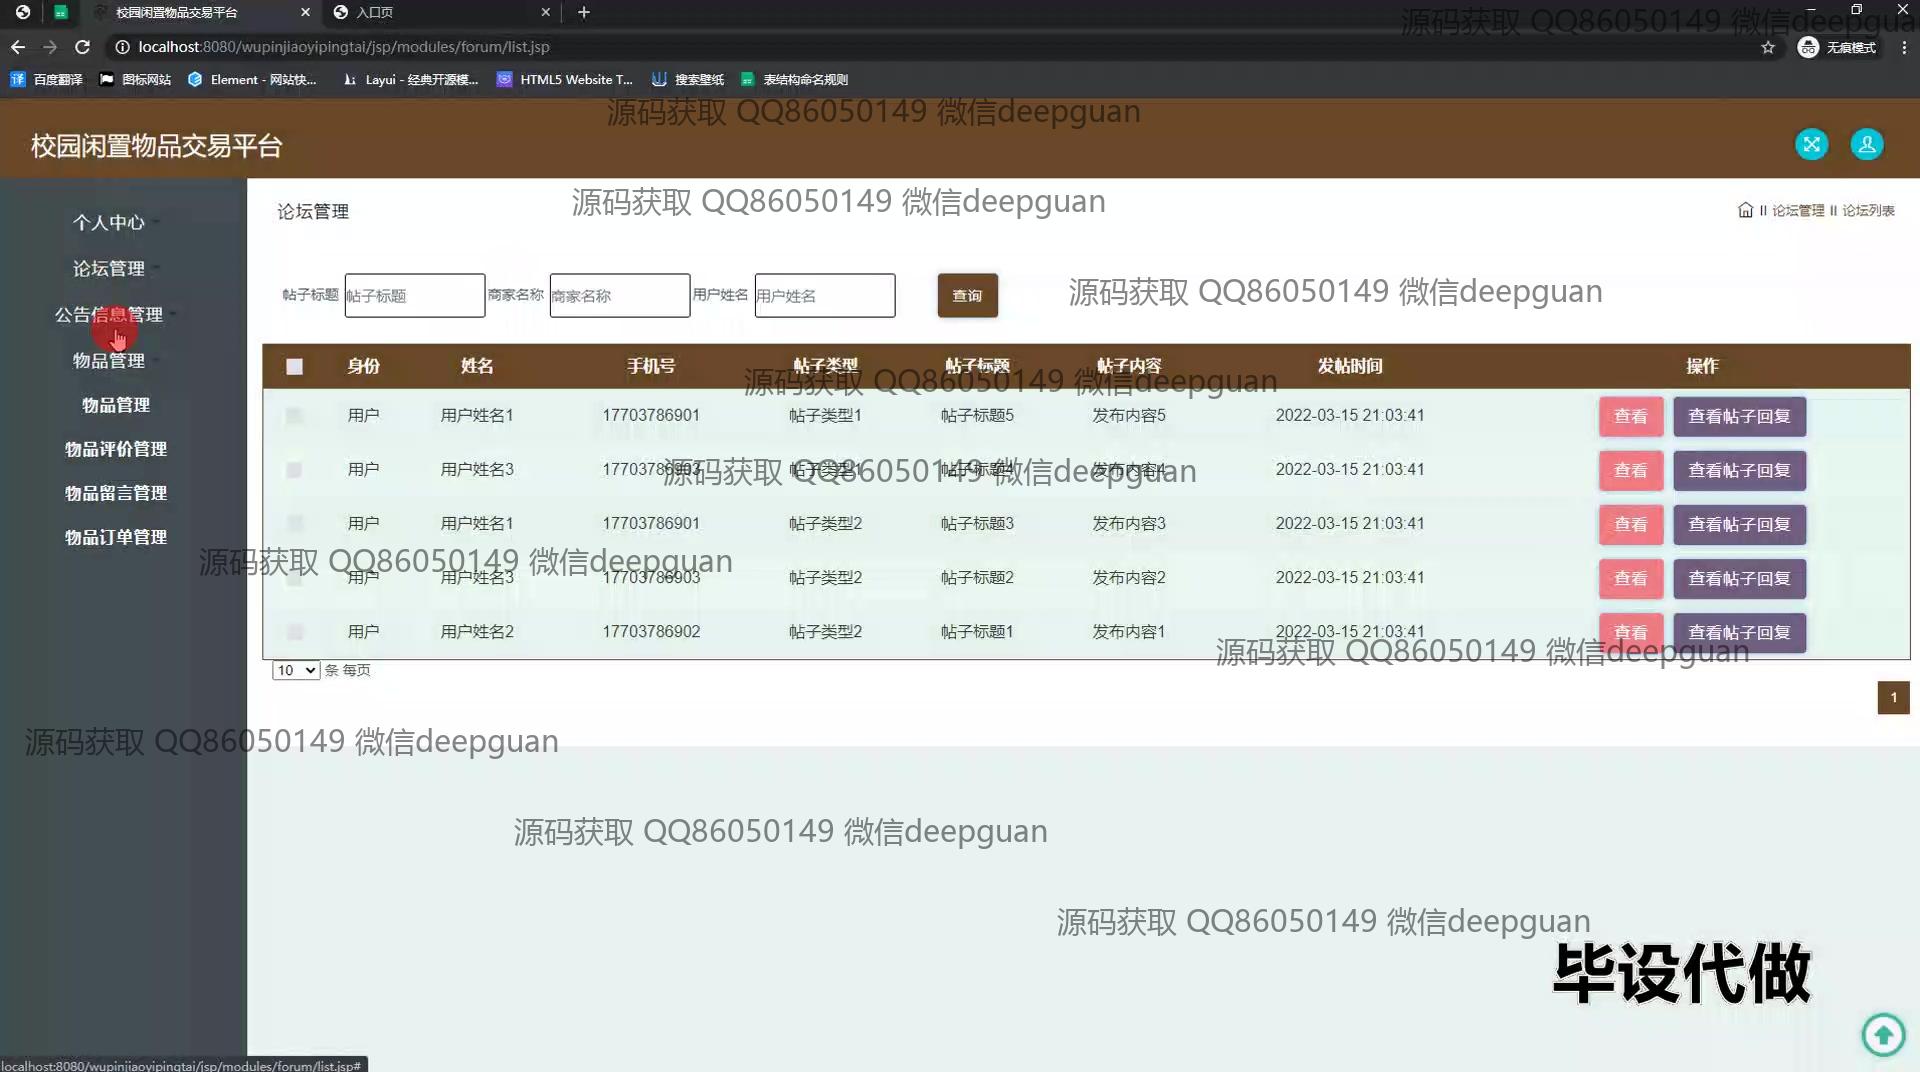 校园闲置物品交易平台
入口页
localhost:8080/wupinjiaoyipingtai/jsp/modules/forum/list.jsp
无痕模式
百度翻译 图标网站 Element - 网站快... Layui - 经典开源模... HTML5 Website T... 搜索壁纸 表结构命名规则
源码获取 QQ86050149 微信deepgua
源码获取 QQ86050149 微信deepguan
校园闲置物品交易平台
个人中心
论坛管理
公告信息管理
物品管理
物品管理
物品评价管理
物品留言管理
物品订单管理
论坛管理
源码获取 QQ86050149 微信deepguan
论坛管理 论坛列表
帖子标题 帖子标题 商家名称 商家名称 用户姓名 用户姓名 查询
源码获取 QQ86050149 微信deepguan
身份 姓名 手机号 帖子类型 帖子标题 帖子内容 发帖时间 操作
源码获取 QQ86050149 微信deepguan
用户 用户姓名1 17703786901 帖子类型1 帖子标题5 发布内容5 2022-03-15 21:03:41 查看 查看帖子回复
用户 用户姓名3 17703786903 帖子类型1 帖子标题4 发布内容4 2022-03-15 21:03:41 查看 查看帖子回复
源码获取 QQ86050149 微信deepguan
用户 用户姓名1 17703786901 帖子类型2 帖子标题3 发布内容3 2022-03-15 21:03:41 查看 查看帖子回复
源码获取 QQ86050149 微信deepguan
用户 用户姓名3 17703786903 帖子类型2 帖子标题2 发布内容2 2022-03-15 21:03:41 查看 查看帖子回复
用户 用户姓名2 17703786902 帖子类型2 帖子标题1 发布内容1 2022-03-15 21:03:41 查看 查看帖子回复
源码获取 QQ86050149 微信deepguan
10 条 每页
1
源码获取 QQ86050149 微信deepguan
源码获取 QQ86050149 微信deepguan
源码获取 QQ86050149 微信deepguan
毕设代做
localhost:8080/wupinjiaoyipingtai/jsp/modules/forum/list.jsp#